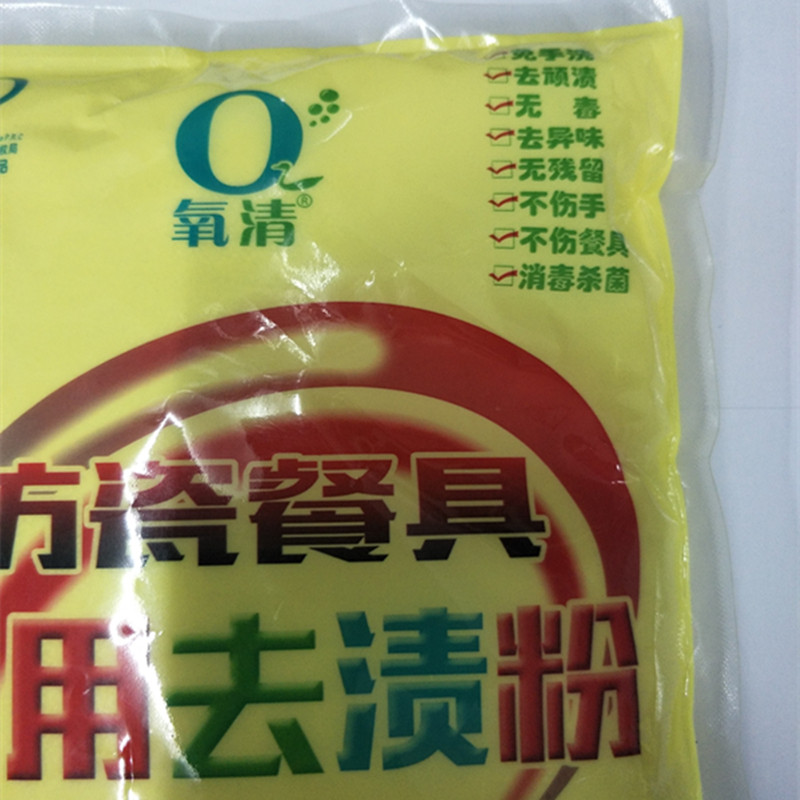 O2
氧清®
免手洗
去顽渍
无 毒
去异味
无残留
不伤手
不伤餐具
消毒杀菌
仿瓷餐具
用去渍粉